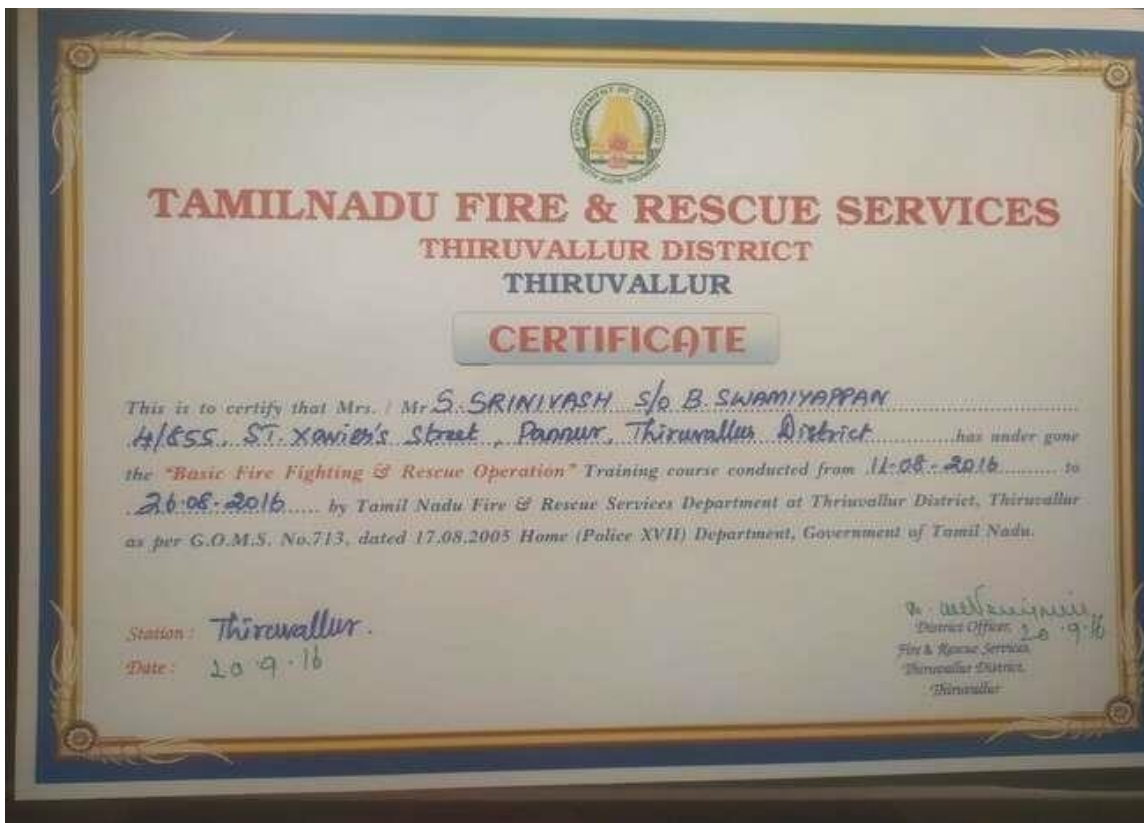 GOVERNMENT OF TAMILNADU
TAMILNADU FIRE & RESCUE SERVICES
THIRUVALLUR DISTRICT
THIRUVALLUR
CERTIFICATE
This is to certify that Mrs. / Mr S. SRINIVASH S/o B. SWAMIYAPPAN
4/855, ST. Xavier's Street, Pannur, Thiruvallur District has under gone
the "Basic Fire Fighting & Rescue Operation" Training course conducted from 11-08-2016 to
26-08-2016 by Tamil Nadu Fire & Rescue Services Department at Thriuvallur District, Thiruvallur
as per G.O.M.S. No.713, dated 17.08.2005 Home (Police XVII) Department, Government of Tamil Nadu.
Station : Thiruvallur.
Date : 20.9.16
District Officer, 20.9.16
Fire & Rescue Services,
Thiruvallur District,
Thiruvallur